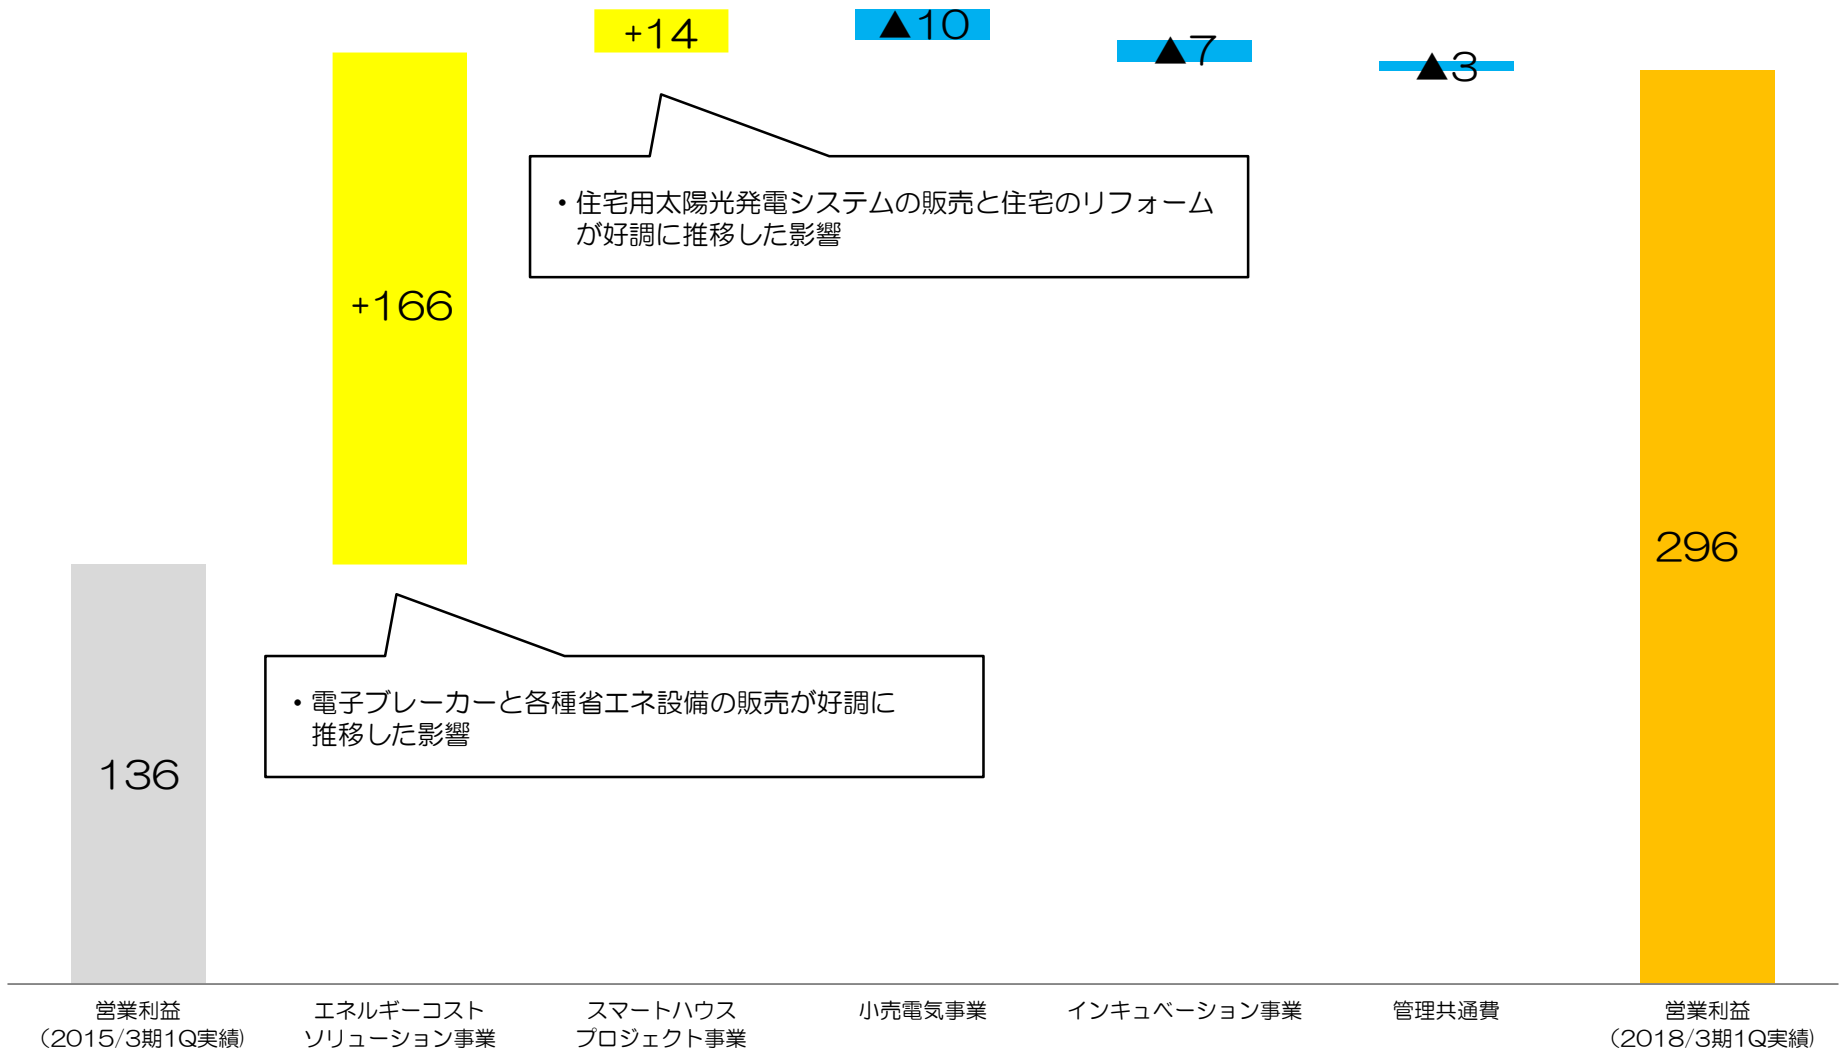 +14
▲10
▲7
▲3
・住宅用太陽光発電システムの販売と住宅のリフォーム
が好調に推移した影響
+166
296
・電子ブレーカーと各種省エネ設備の販売が好調に
推移した影響
136
営業利益
（2015/3期1Q実績）
エネルギーコスト
ソリューション事業
スマートハウス
プロジェクト事業
小売電気事業
インキュベーション事業
管理共通費
営業利益
（2018/3期1Q実績）